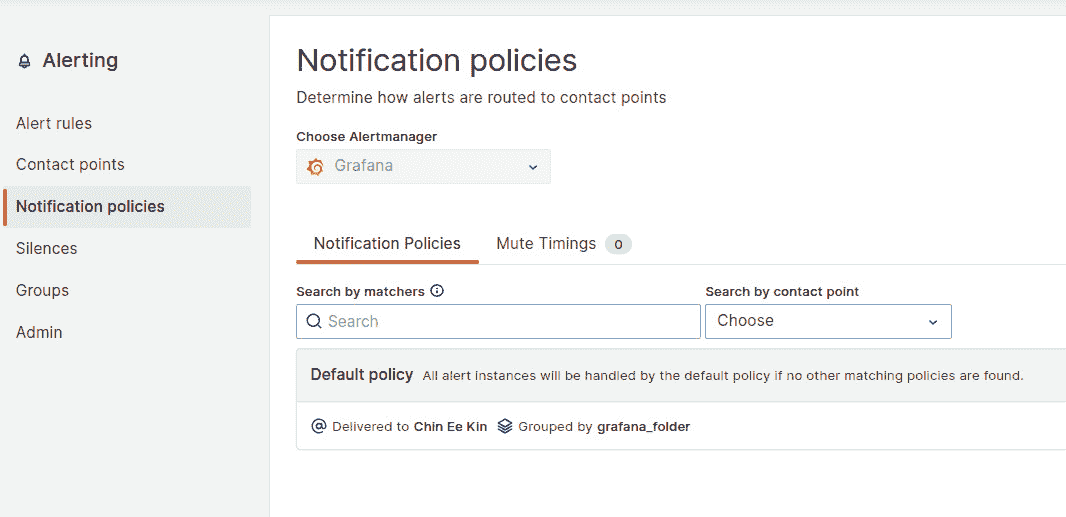 Alerting
Alert rules
Contact points
Notification policies
Silences
Groups
Admin
Notification policies
Determine how alerts are routed to contact points
Choose Alertmanager
Grafana
Notification Policies Mute Timings 0
Search by matchers Search by contact point
Search Choose
Default policy All alert instances will be handled by the default policy if no other matching policies are found.
Delivered to Chin Ee Kin Grouped by grafana_folder